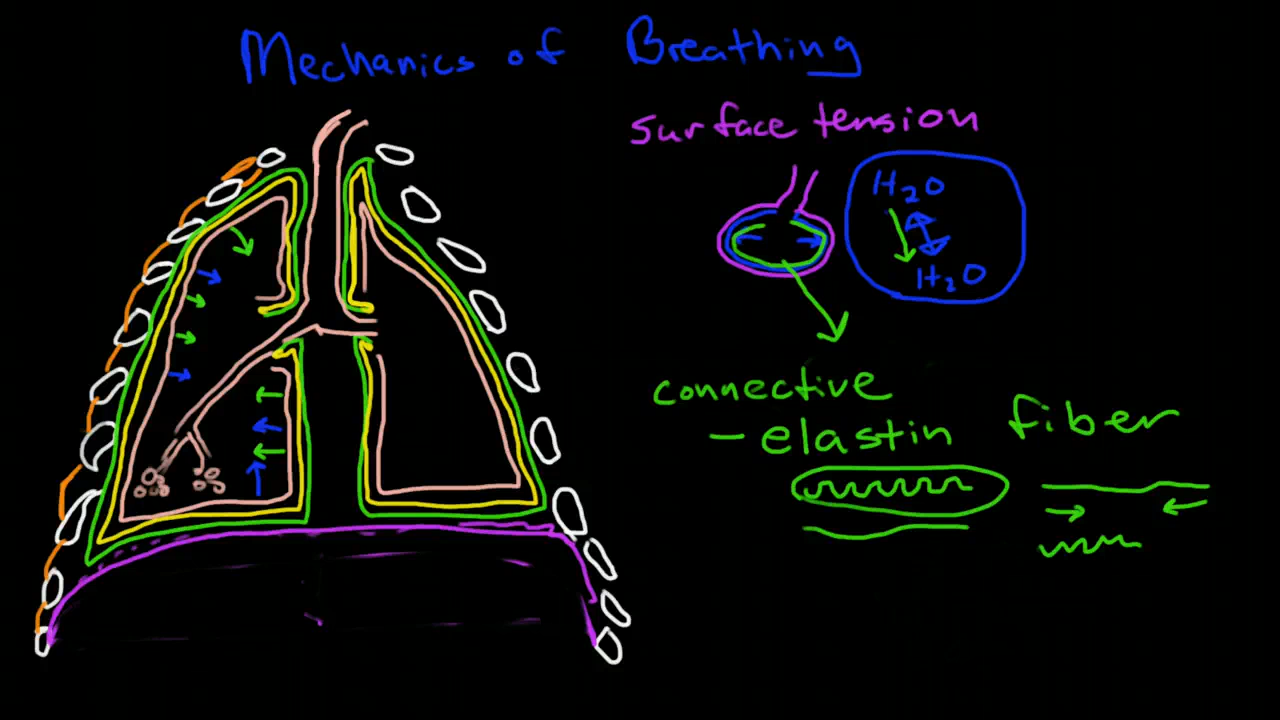 Mechanics of Breathing
surface tension
H2O
H2O
connective
- elastin fiber